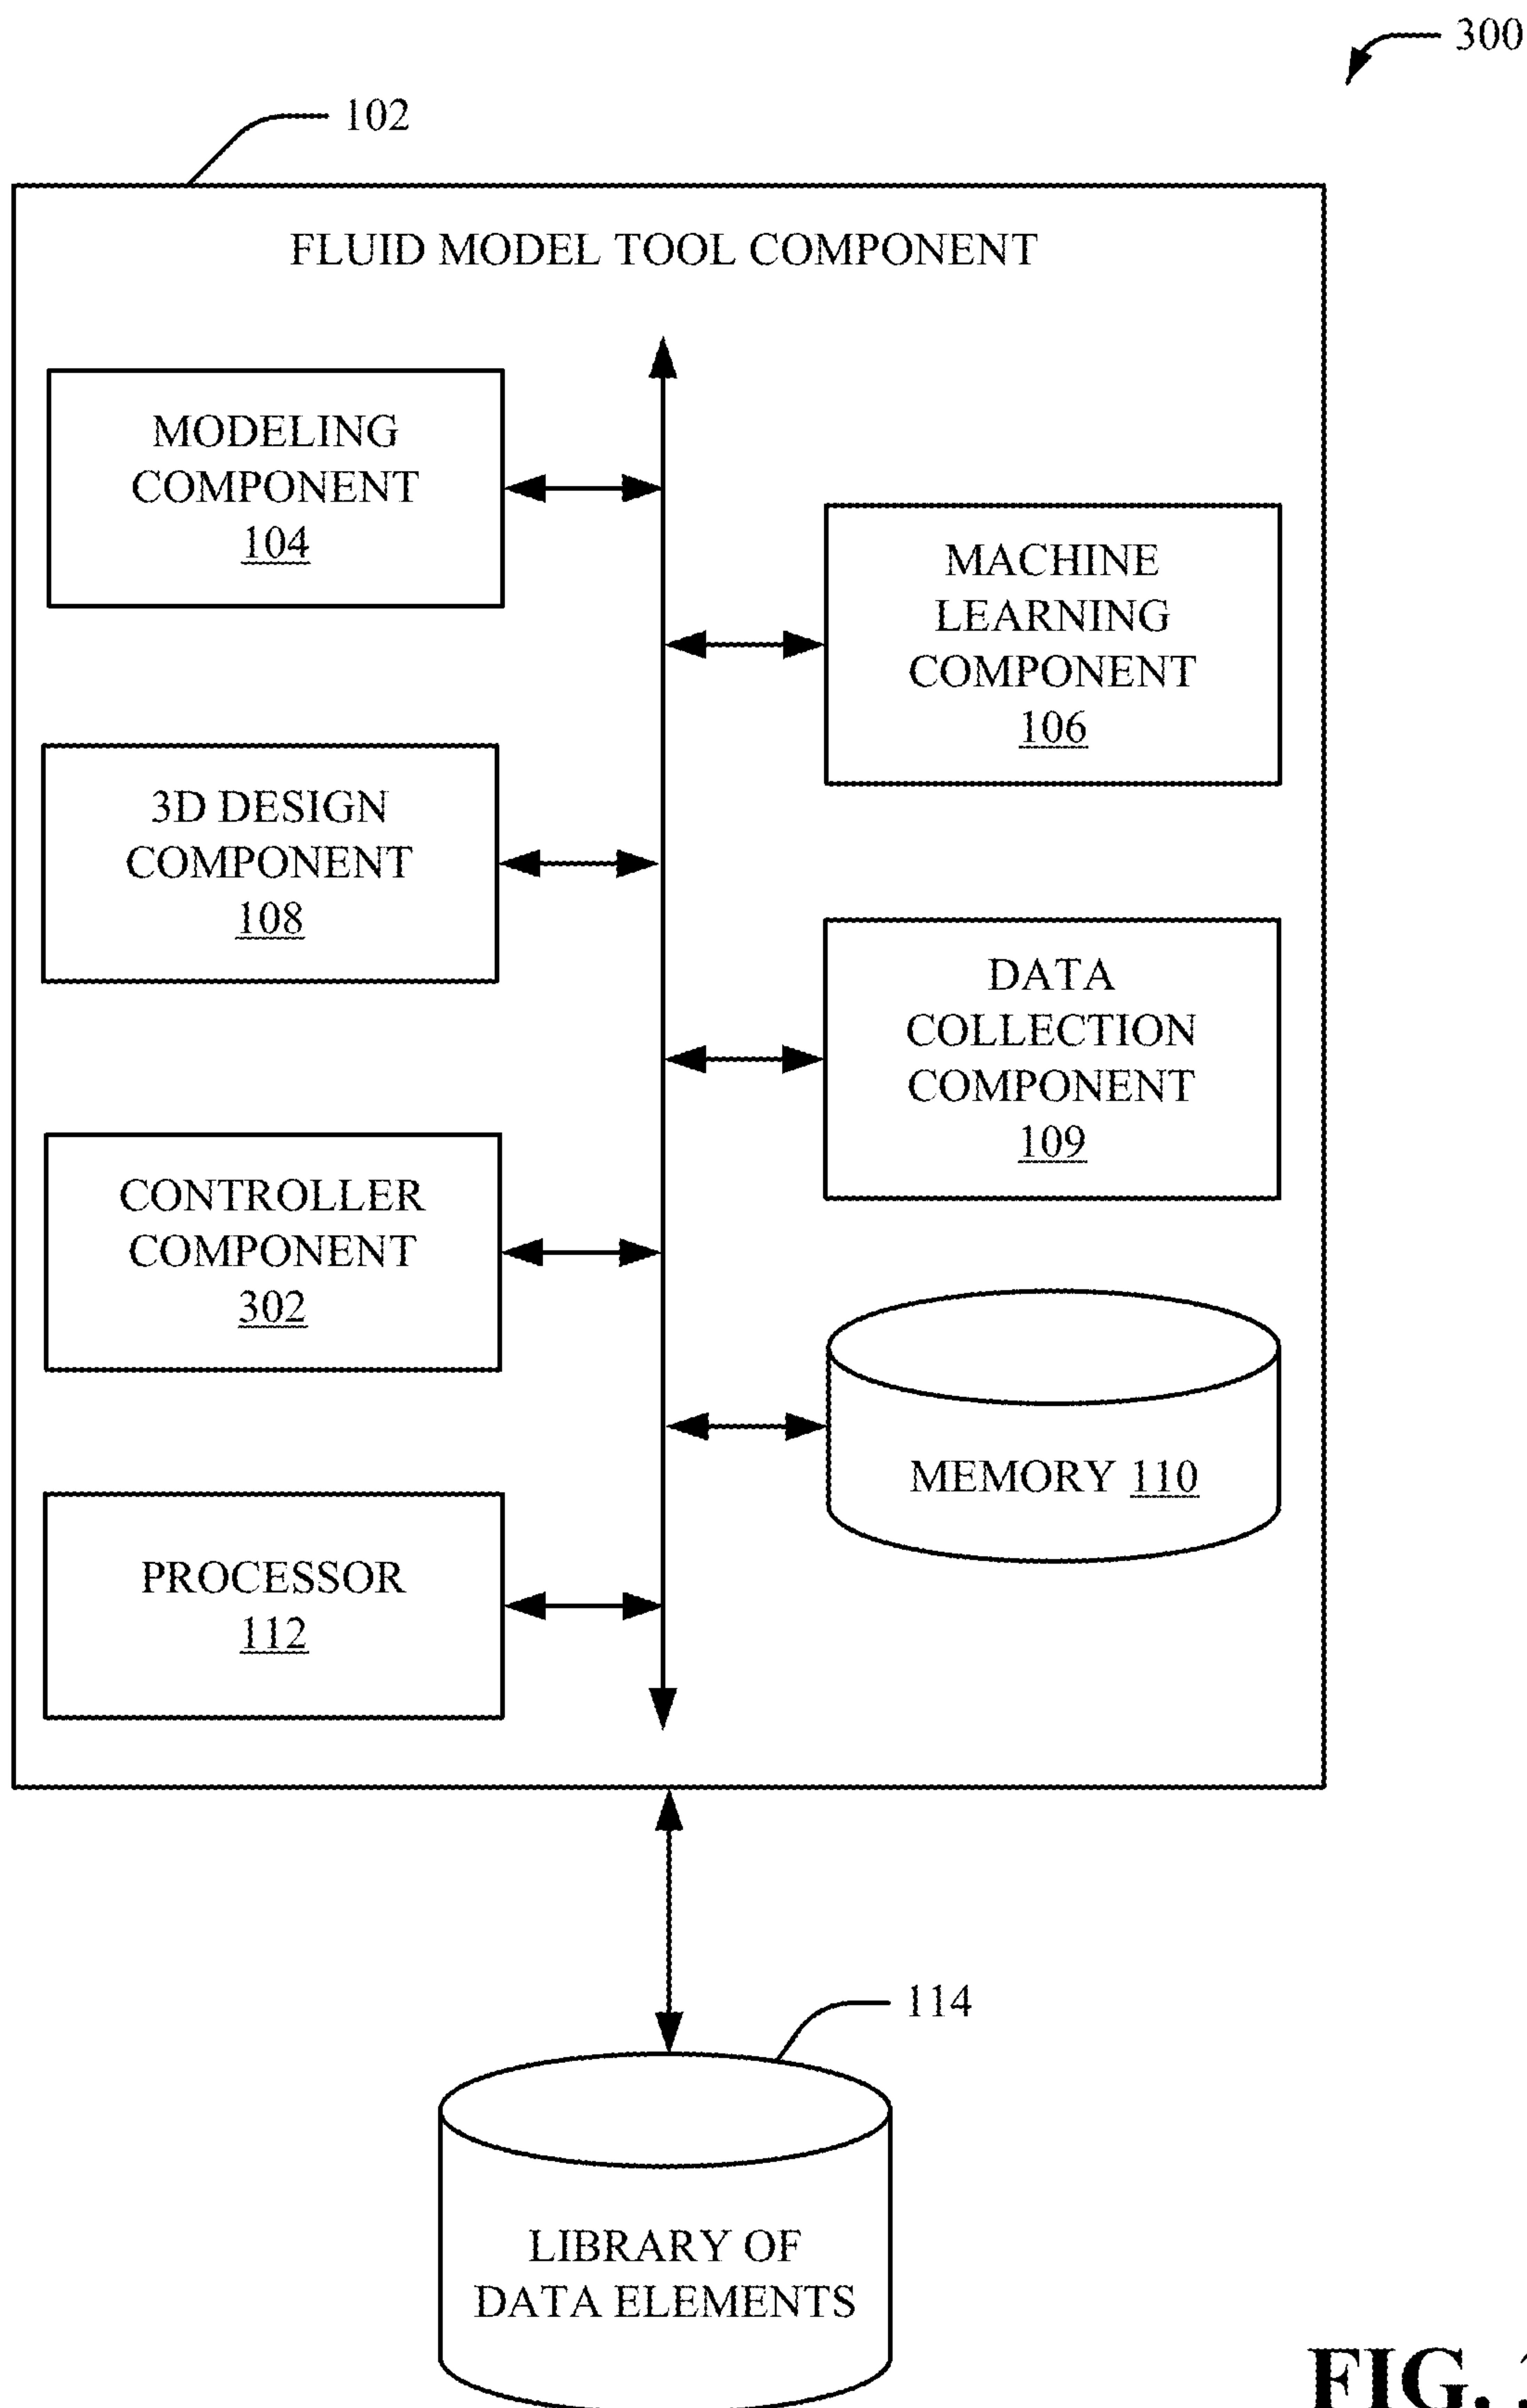 300
102
FLUID MODEL TOOL COMPONENT
MODELING
COMPONENT
104
MACHINE
LEARNING
COMPONENT
106
3D DESIGN
COMPONENT
108
DATA
COLLECTION
COMPONENT
109
CONTROLLER
COMPONENT
302
MEMORY 110
PROCESSOR
112
114
LIBRARY OF
DATA ELEMENTS
FIG.